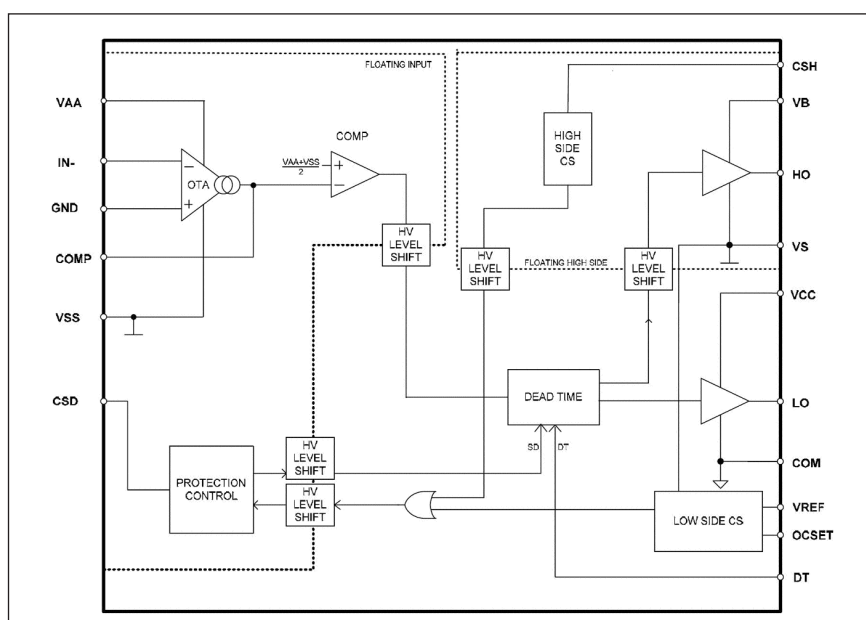 FLOATING INPUT
CSH
VAA
VB
COMP
HIGH
SIDE
CS
IN-
VAA+VSS
2
+
−
−
OTA
+
HO
GND
HV
LEVEL
SHIFT
VS
COMP
HV
LEVEL
SHIFT
FLOATING HIGH SIDE
HV
LEVEL
SHIFT
VCC
VSS
CSD
DEAD TIME
LO
SD
DT
HV
LEVEL
SHIFT
COM
PROTECTION
CONTROL
HV
LEVEL
SHIFT
VREF
LOW SIDE CS
OCSET
DT